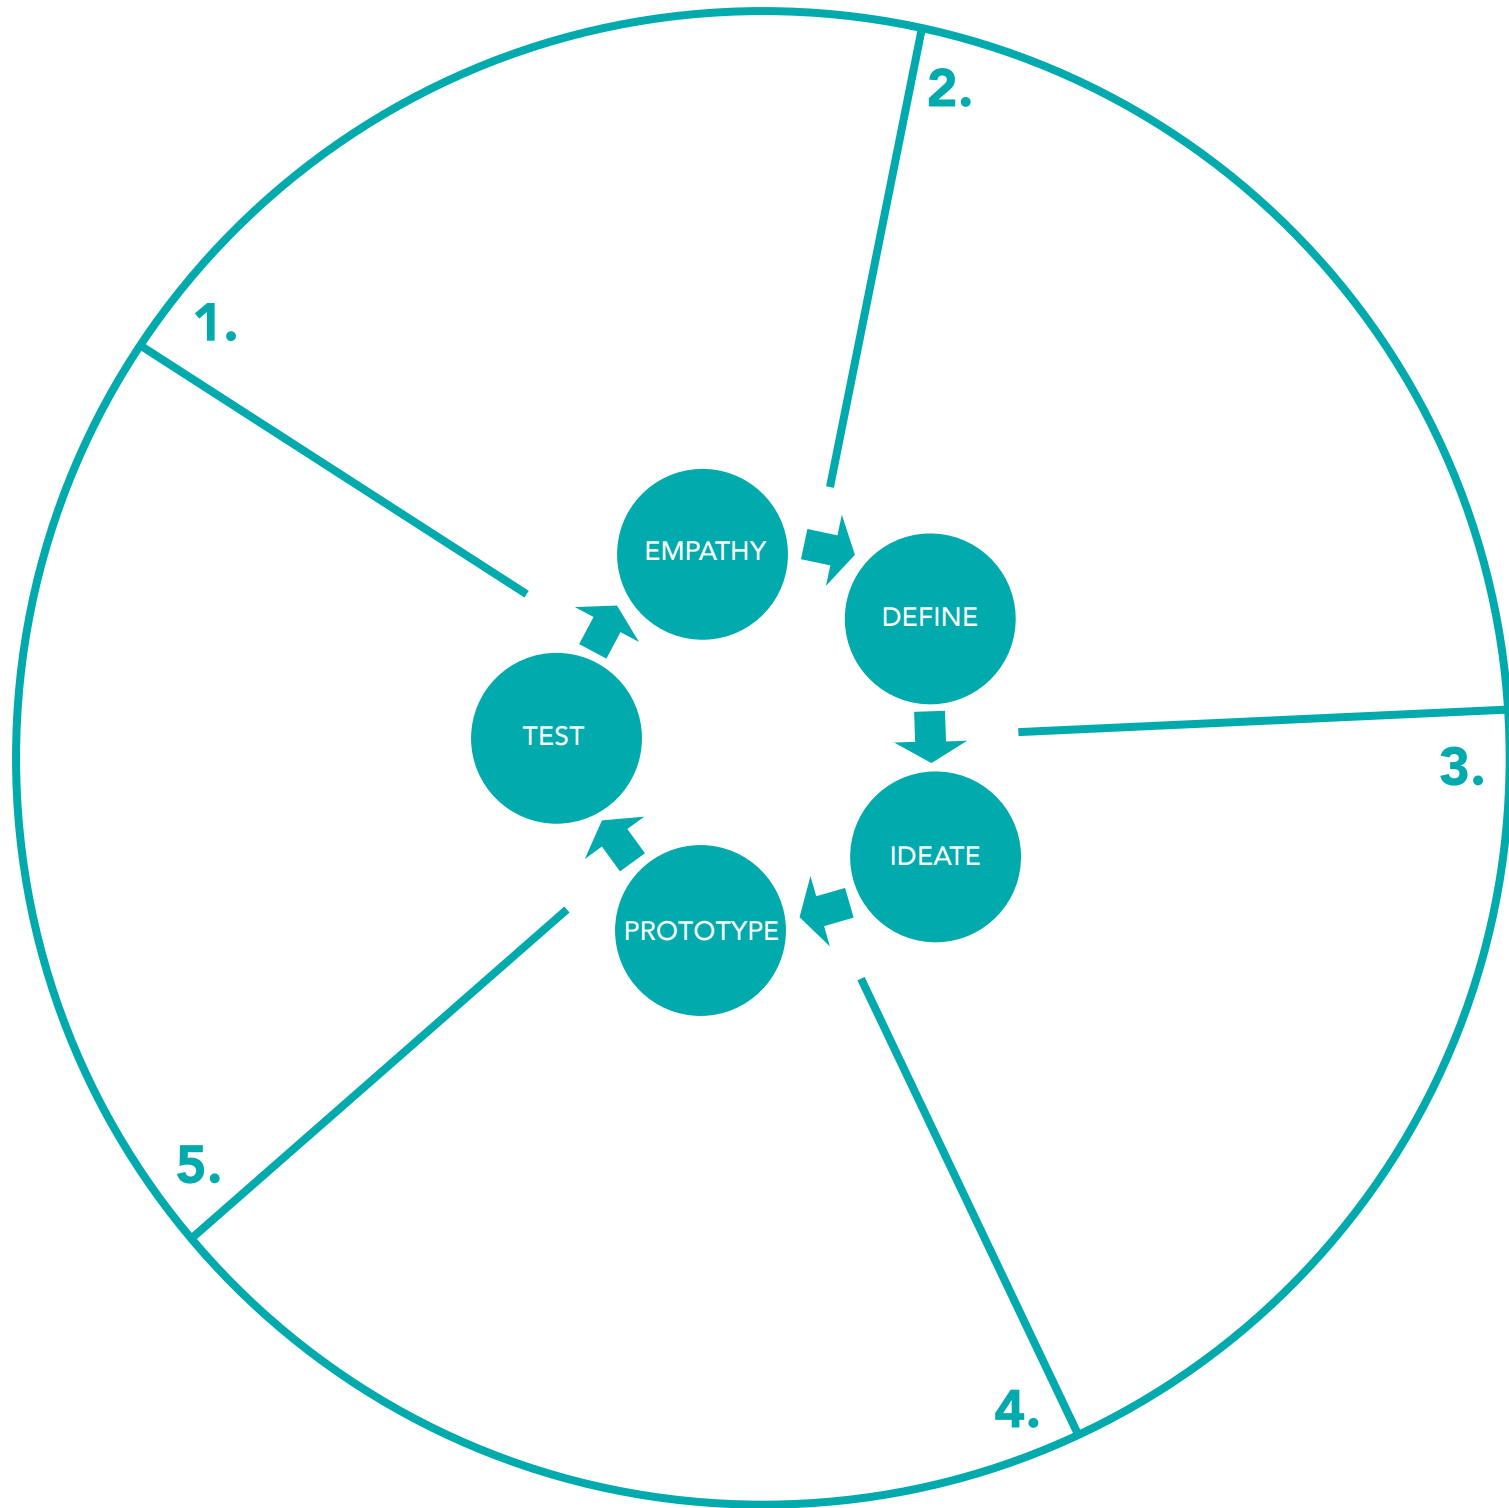 1.
EMPATHY
2.
DEFINE
3.
IDEATE
4.
PROTOTYPE
5.
TEST